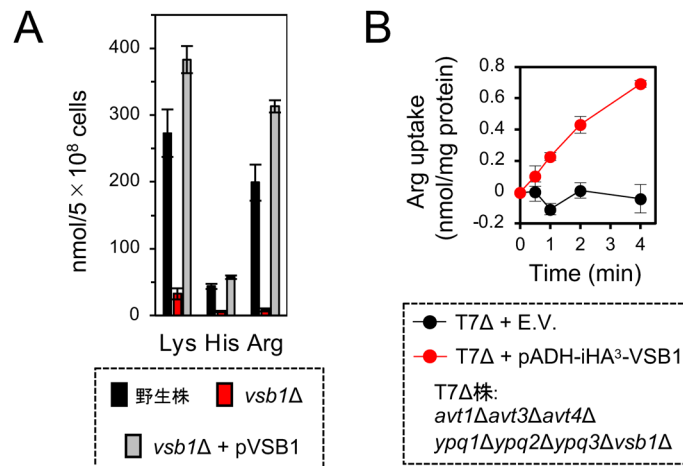 A
nmol/5 × 10⁸ cells
400
300
200
100
0
Lys His Arg
野生株
vsb1Δ
vsb1Δ + pVSB1
B
Arg uptake
(nmol/mg protein)
0.8
0.6
0.4
0.2
0
-0.2
0 1 2 3 4
Time (min)
T7Δ + E.V.
T7Δ + pADH-iHA³-VSB1
T7Δ株:
avt1Δavt3Δavt4Δ
ypq1Δypq2Δypq3Δvsb1Δ